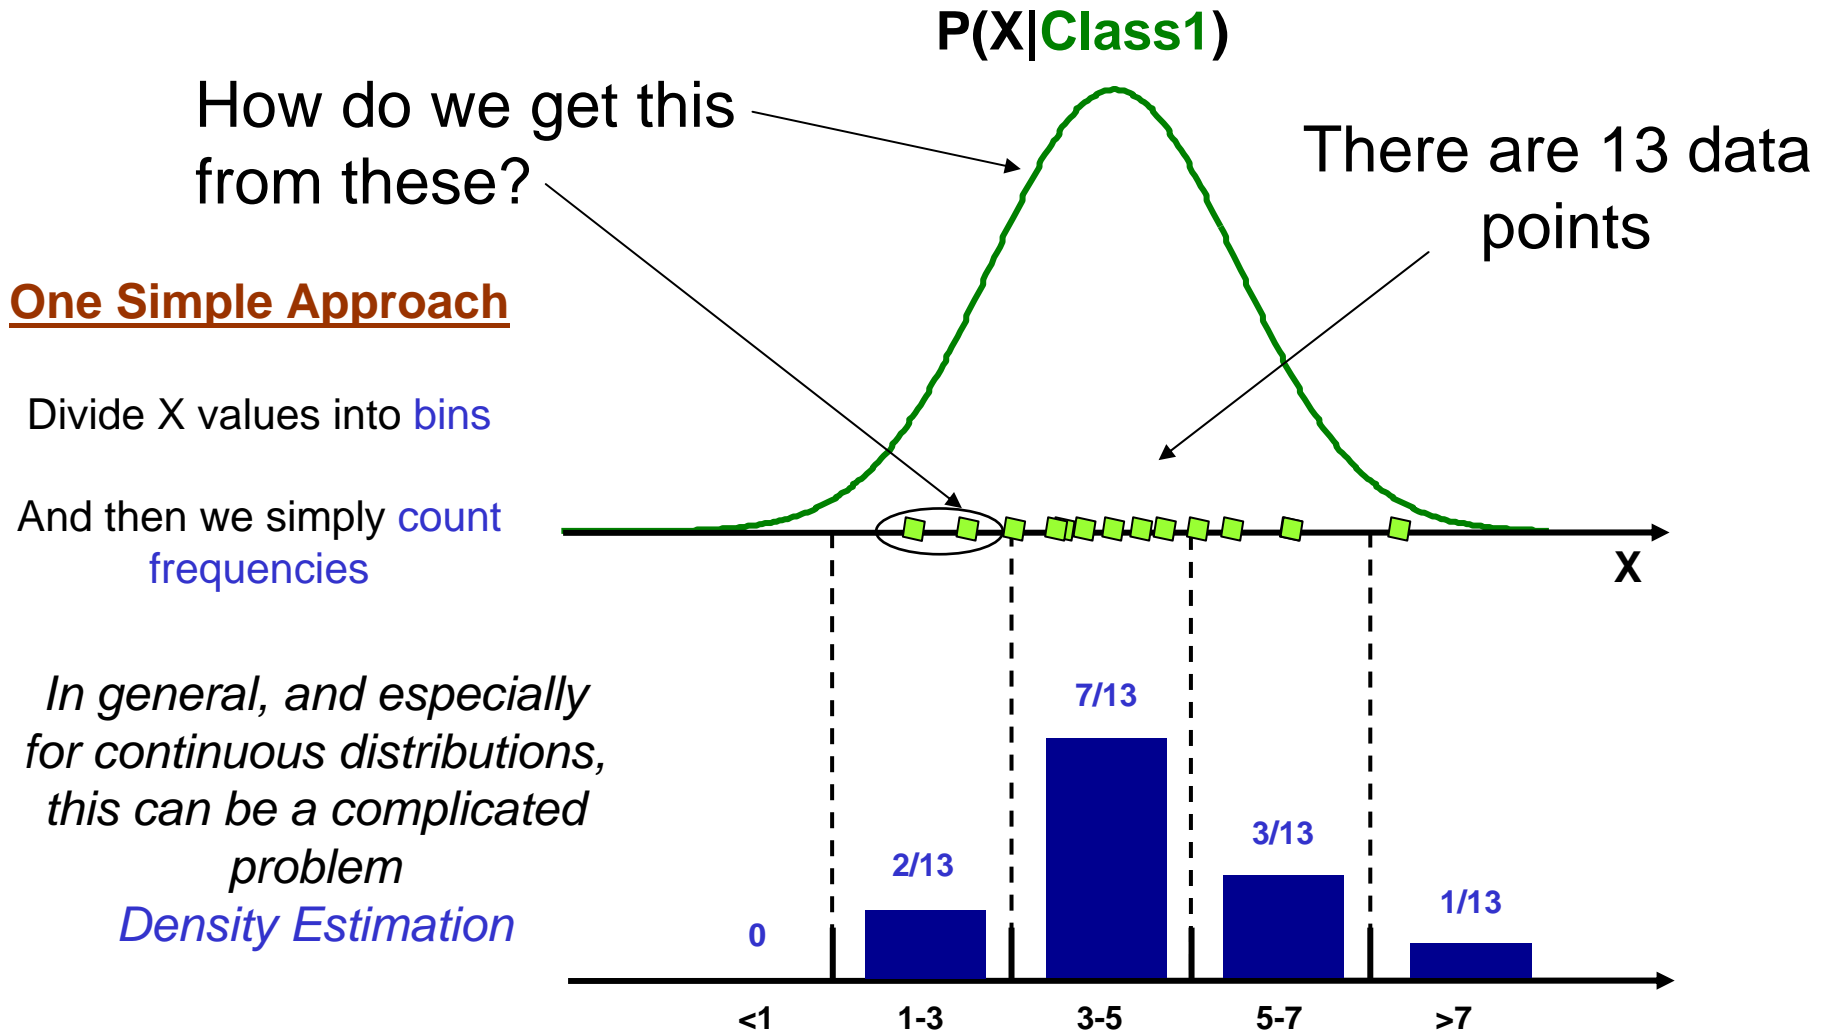 P(X|Class1)
How do we get this
from these?
There are 13 data
points
One Simple Approach
Divide X values into bins
And then we simply count
frequencies
X
In general, and especially
for continuous distributions,
this can be a complicated
problem
Density Estimation
0
2/13
7/13
3/13
1/13
<1
1-3
3-5
5-7
>7